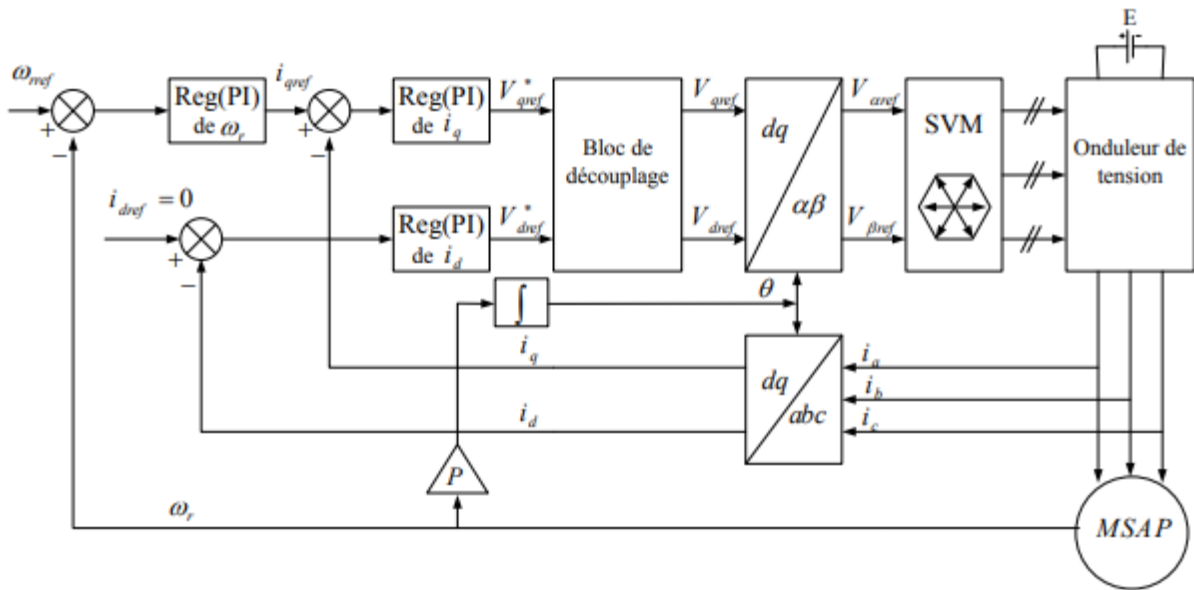 E
ω_rref
+
−
Reg(PI)
de ω_r
i_qref
+
−
Reg(PI)
de i_q
V*_qref
Bloc de
découplage
V_qref
dq
αβ
V_αref
SVM
Onduleur de
tension
+
-
i_dref = 0
+
−
Reg(PI)
de i_d
V*_dref
V_dref
V_βref
∫
θ
i_q
i_d
dq
abc
i_a
i_b
i_c
P
ω_r
MSAP